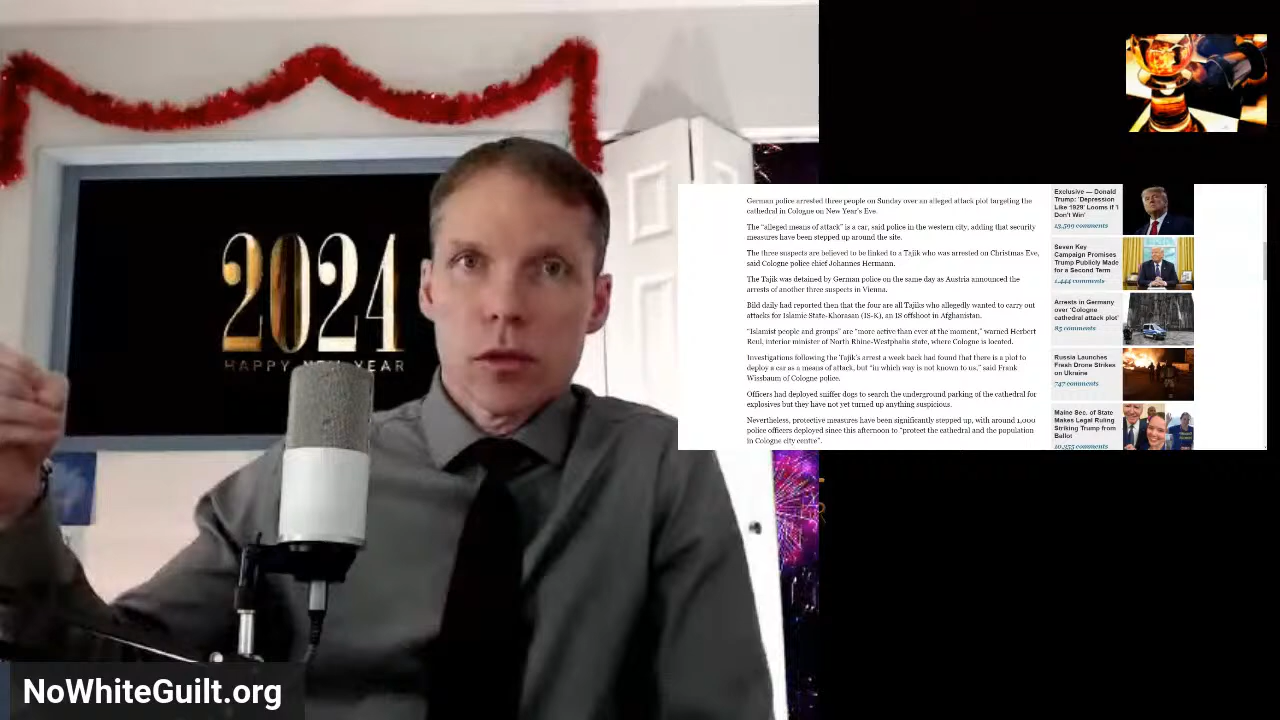 2024
HAPPY NEW YEAR
NoWhiteGuilt.org
German police arrested three people on Sunday over an alleged attack plot targeting the
cathedral in Cologne on New Year's Eve.
The "alleged means of attack" is a car, said police in the western city, adding that security
measures have been stepped up around the site.
The three suspects are believed to be linked to a Tajik who was arrested on Christmas Eve,
said Cologne police chief Johannes Hermann.
The Tajik was detained by German police on the same day as Austria announced the
arrests of another three suspects in Vienna.
Bild daily had reported then that the four are all Tajiks who allegedly wanted to carry out
attacks for Islamic State-Khorasan (IS-K), an IS offshoot in Afghanistan.
"Islamist people and groups" are "more active than ever at the moment," warned Herbert
Reul, interior minister of North Rhine-Westphalia state, where Cologne is located.
Investigations following the Tajik's arrest a week back had found that there is a plot to
deploy a car as a means of attack, but "in which way is not known to us," said Frank
Wissbaum of Cologne police.
Officers had deployed sniffer dogs to search the underground parking of the cathedral for
explosives but they have not yet turned up anything suspicious.
Nevertheless, protective measures have been significantly stepped up, with around 1,000
police officers deployed since this afternoon to "protect the cathedral and the population
in Cologne city centre".
Exclusive — Donald
Trump: 'Depression
Like 1929' Looms if 'I
Don't Win'
13,599 comments
Seven Key
Campaign Promises
Trump Publicly Made
for a Second Term
1,444 comments
Arrests in Germany
over 'Cologne
cathedral attack plot'
85 comments
Russia Launches
Fresh Drone Strikes
on Ukraine
747 comments
Maine Sec. of State
Makes Legal Ruling
Striking Trump from
Ballot
10,255 comments